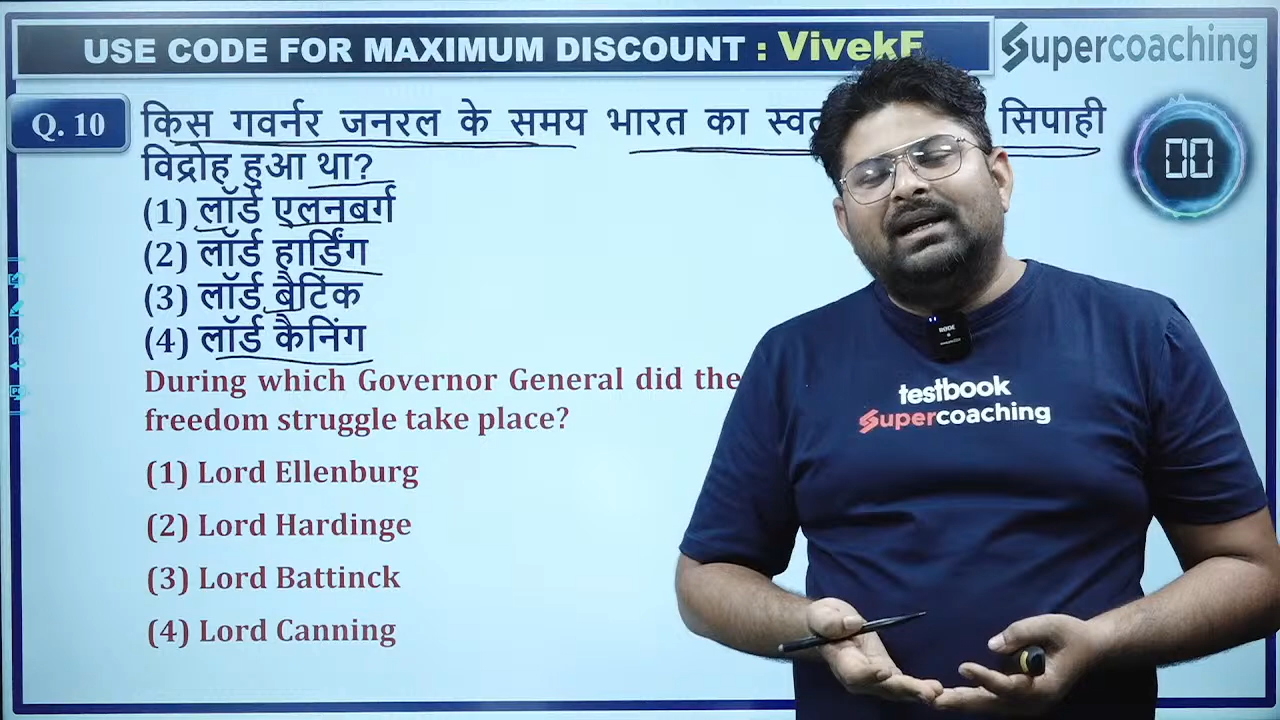 USE CODE FOR MAXIMUM DISCOUNT : VivekF
Supercoaching
Q. 10
किस गवर्नर जनरल के समय भारत का सिपाही
00
विद्रोह हुआ था?
(1) लॉर्ड एलनबर्ग
(2) लॉर्ड हार्डिंग
(3) लॉर्ड बैटिंक
(4) लॉर्ड कैनिंग
During which Governor General did the
freedom struggle take place?
(1) Lord Ellenburg
(2) Lord Hardinge
(3) Lord Battinck
(4) Lord Canning
testbook
Supercoaching
RODE